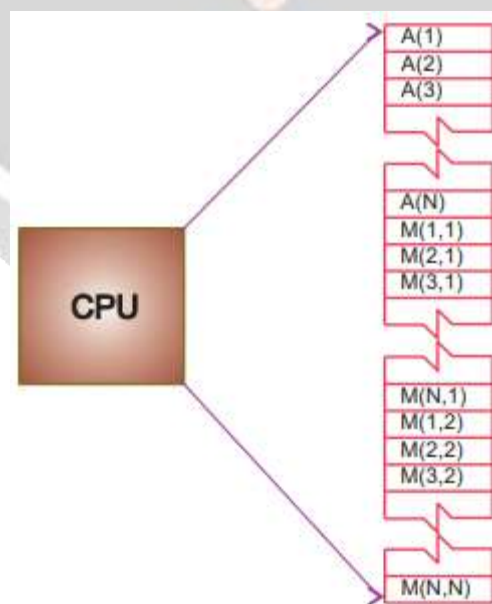 A(1)
A(2)
A(3)
A(N)
M(1,1)
M(2,1)
M(3,1)
CPU
M(N,1)
M(1,2)
M(2,2)
M(3,2)
M(N,N)